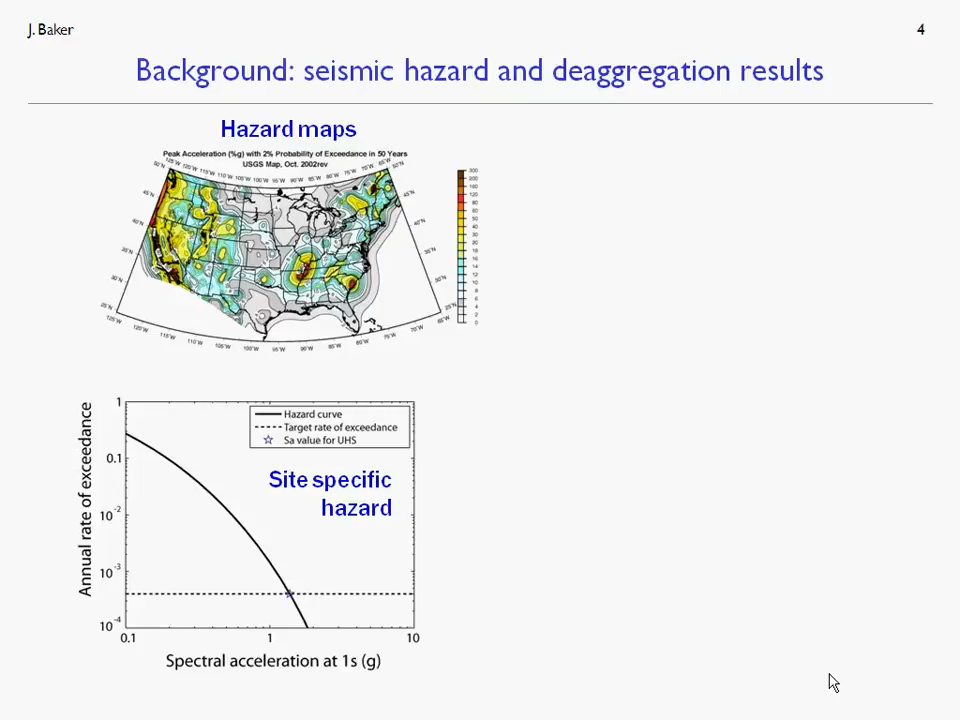 J. Baker
4
Background: seismic hazard and deaggregation results
Hazard maps
Peak Acceleration (%g) with 2% Probability of Exceedance in 50 Years
USGS Map, Oct. 2002rev
Hazard curve
Target rate of exceedance
Sa value for UHS
Site specific
hazard
Annual rate of exceedance
1
0.1
10-2
10-3
10-4
0.1
1
10
Spectral acceleration at 1s (g)